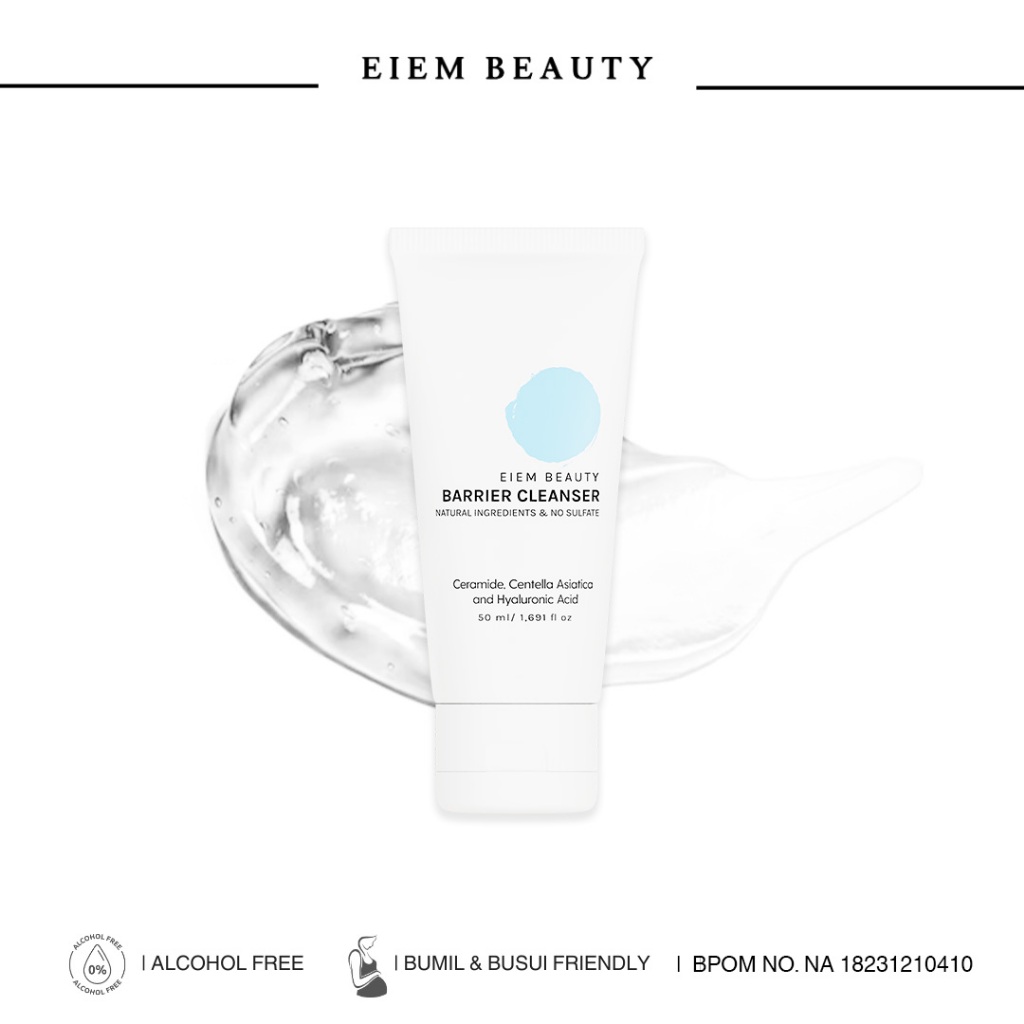 EIEM BEAUTY
EIEM BEAUTY
BARRIER CLEANSER
NATURAL INGREDIENTS & NO SULFATE
Ceramide, Centella Asiatica
and Hyaluronic Acid
50 ml/ 1,691 fl oz
ALCOHOL FREE
0%
ALCOHOL FREE
| ALCOHOL FREE
| BUMIL & BUSUI FRIENDLY
| BPOM NO. NA 18231210410